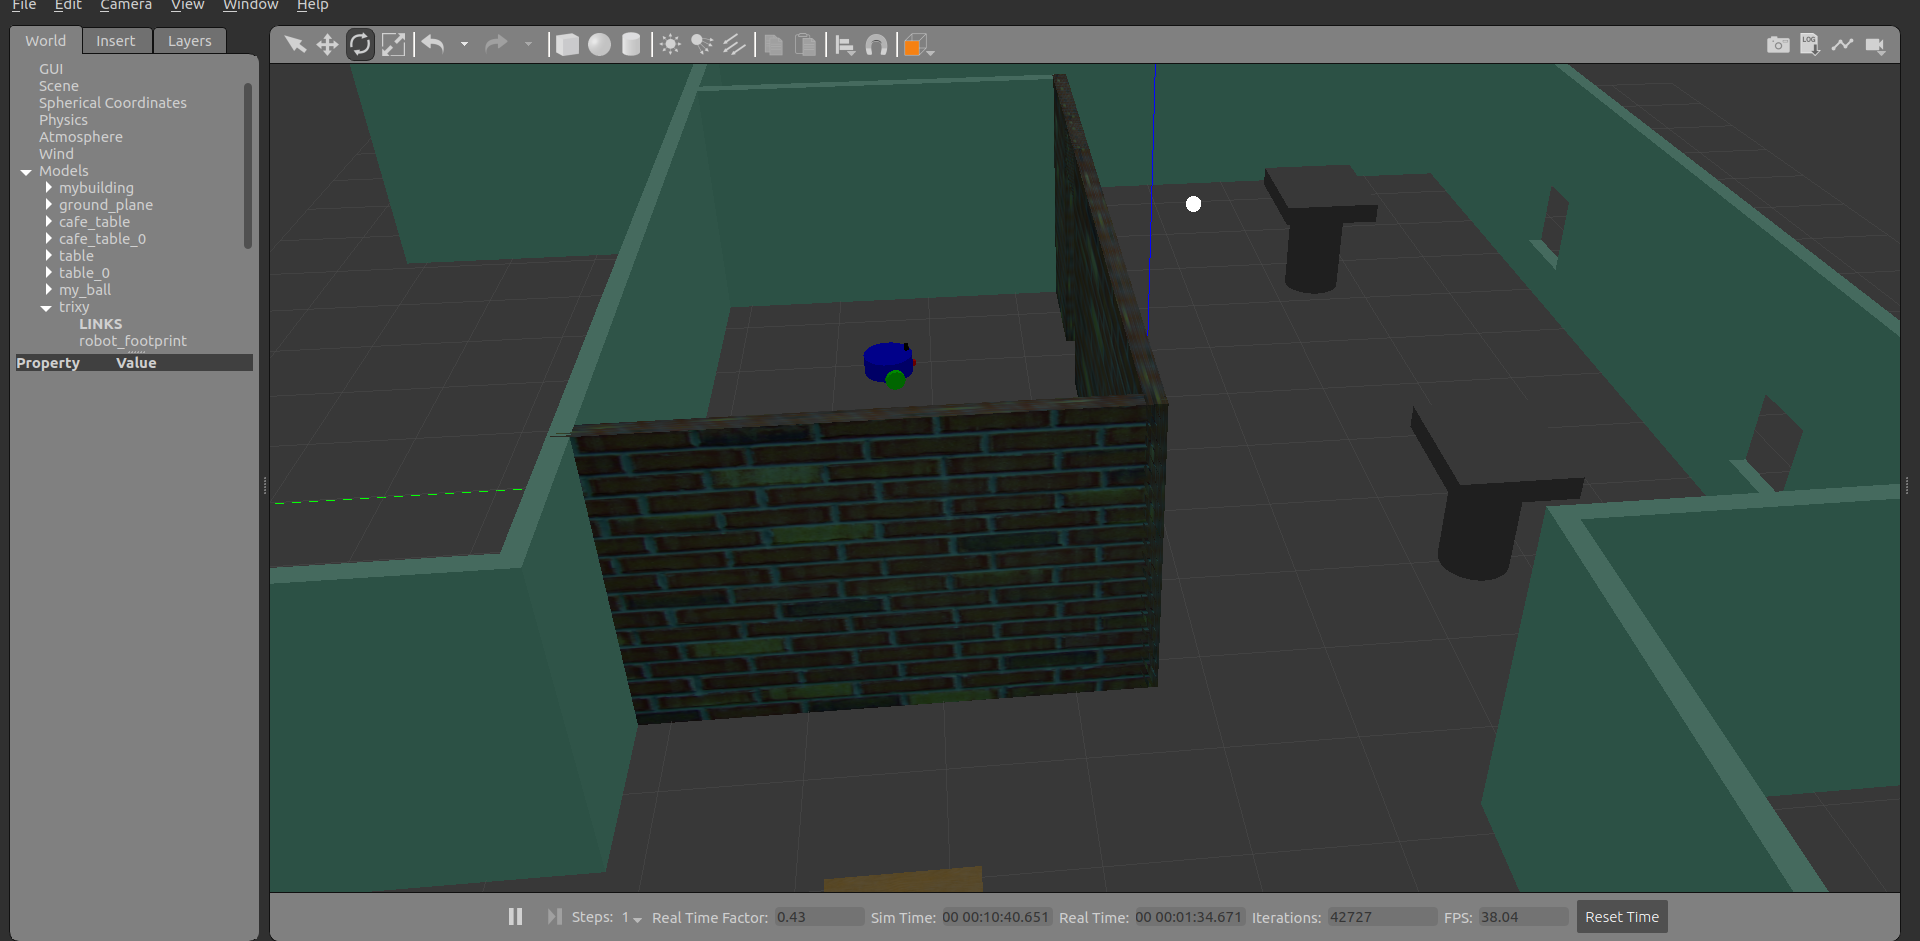 File Edit Camera View Window Help
World Insert Layers
GUI
Scene
Spherical Coordinates
Physics
Atmosphere
Wind
Models
mybuilding
ground_plane
cafe_table
cafe_table_0
table
table_0
my_ball
trixy
LINKS
robot_footprint
Property Value
LOG
Steps: 1 Real Time Factor: 0.43 Sim Time: 00 00:10:40.651 Real Time: 00 00:01:34.671 Iterations: 42727 FPS: 38.04 Reset Time